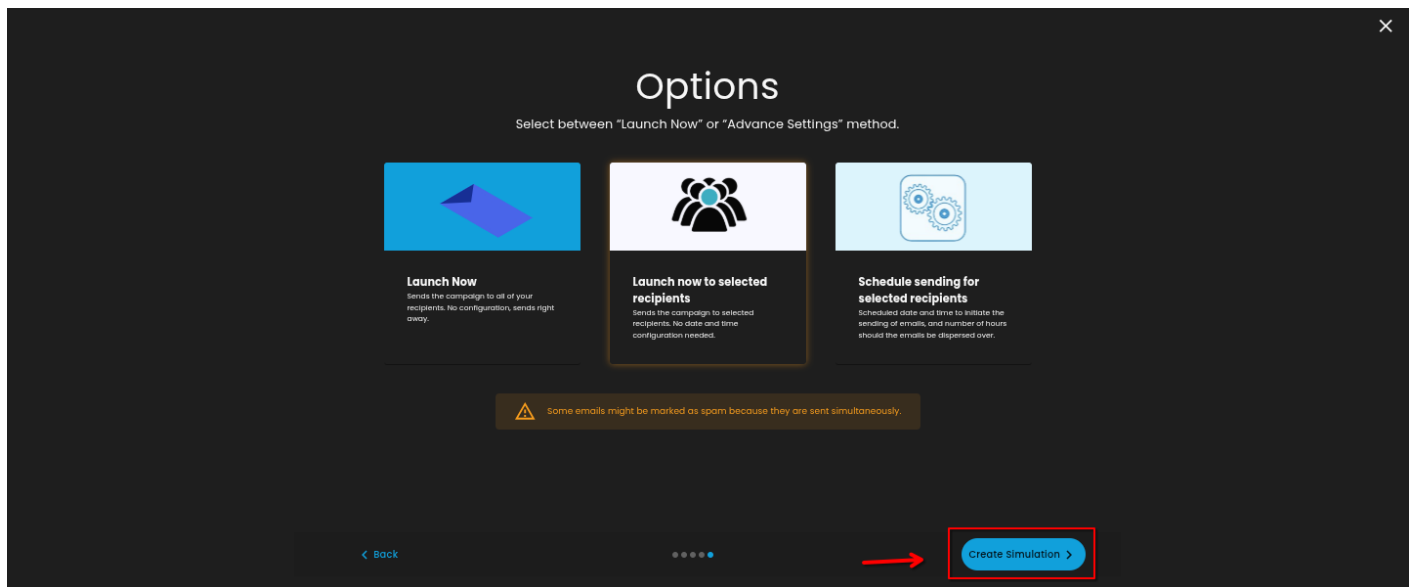 Options
Select between "Launch Now" or "Advance Settings" method.
Launch Now
Sends the campaign to all of your
recipients. No configuration, sends right
away.
Launch now to selected
recipients
Sends the campaign to selected
recipients. No date and time
configuration needed.
Schedule sending for
selected recipients
Scheduled date and time to initiate the
sending of emails, and number of hours
should the emails be dispersed over.
Some emails might be marked as spam because they are sent simultaneously.
Back
Create Simulation